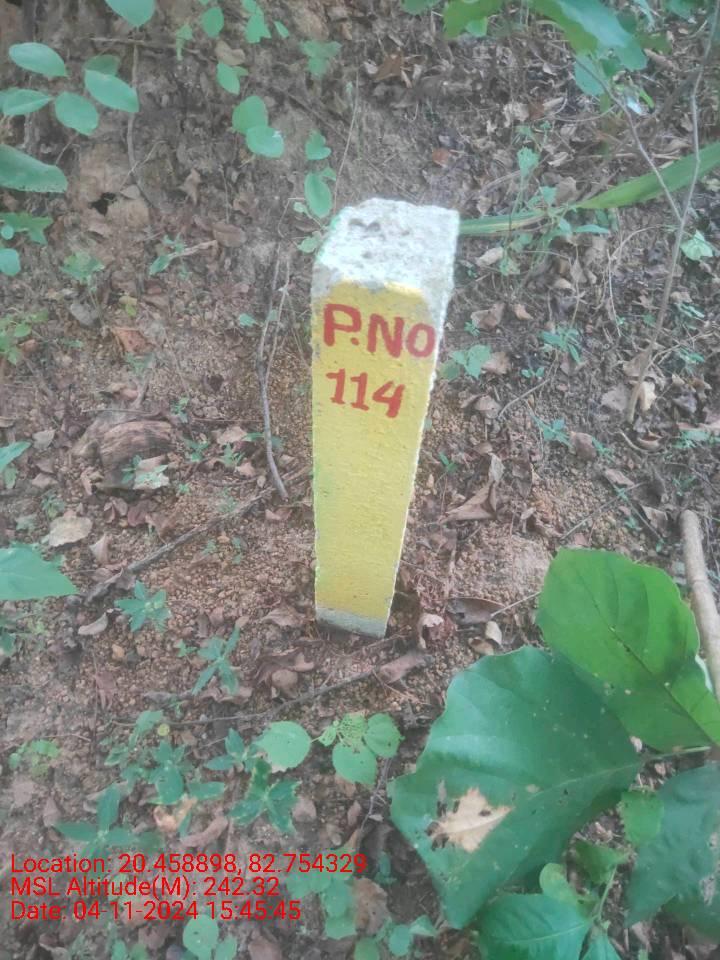 P.NO
114
Location: 20.458898, 82.754329
MSL Altitude(M): 242.32
Date: 04-11-2024 15:45:45